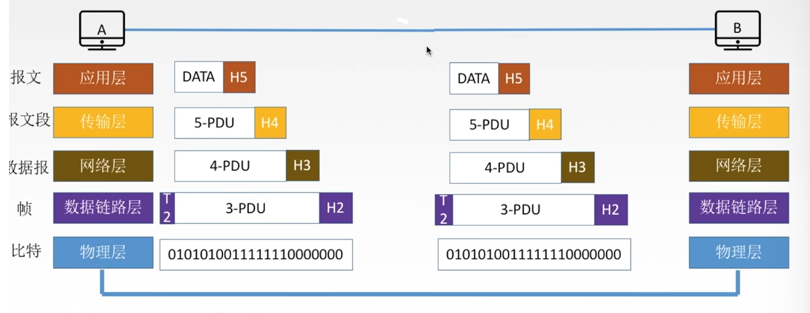 A
B
报文 应用层 DATA H5 DATA H5 应用层
报文段 传输层 5-PDU H4 5-PDU H4 传输层
数据报 网络层 4-PDU H3 4-PDU H3 网络层
帧 数据链路层 T2 3-PDU H2 T2 3-PDU H2 数据链路层
比特 物理层 0101010011111110000000 0101010011111110000000 物理层